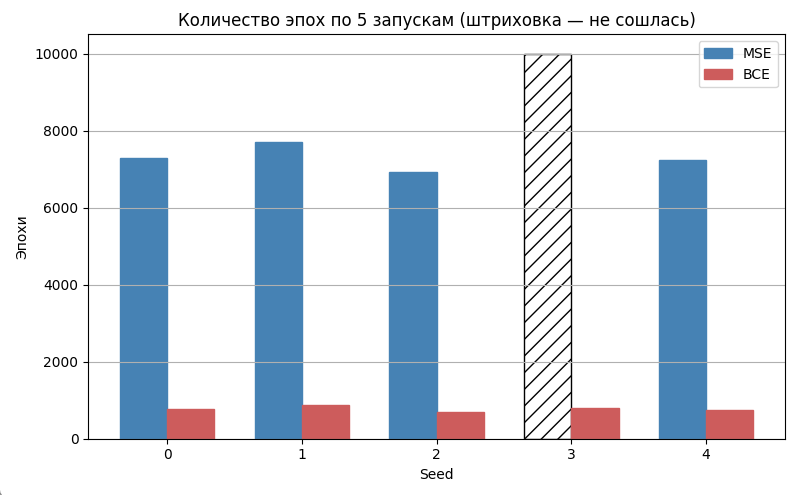 Количество эпох по 5 запускам (штриховка — не сошлась)
MSE
BCE
Эпохи
10000
8000
6000
4000
2000
0
0 1 2 3 4
Seed